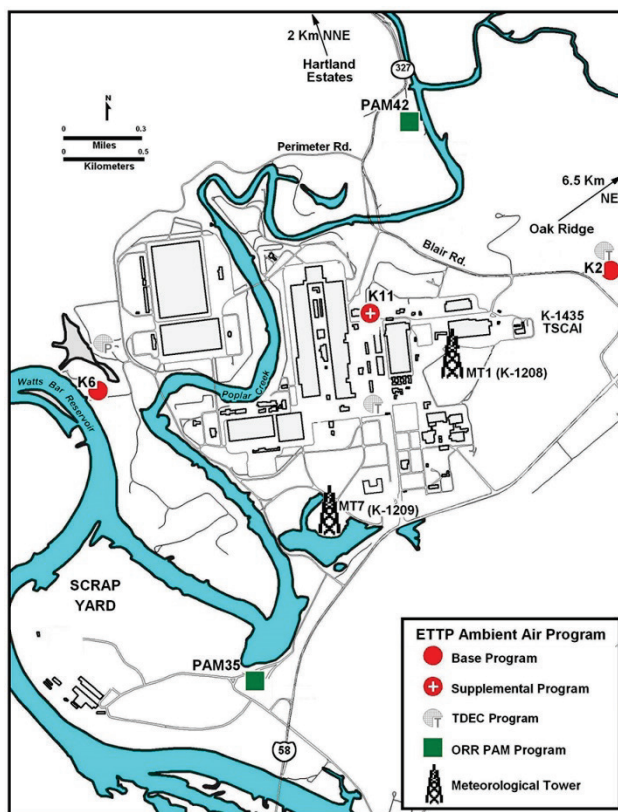 2 Km NNE
Hartland
Estates
327
PAM42
N
0 0.3
Miles
0 0.5
Kilometers
Perimeter Rd.
6.5 Km
NE
Oak Ridge
Blair Rd.
T
K2
K11
K-1435
TSCAI
P
MT1 (K-1208)
K6
Watts Bar
Reservoir
Poplar Creek
T
MT7 (K-1209)
SCRAP
YARD
PAM35
58
ETTP Ambient Air Program
Base Program
Supplemental Program
T
TDEC Program
ORR PAM Program
Meteorological Tower